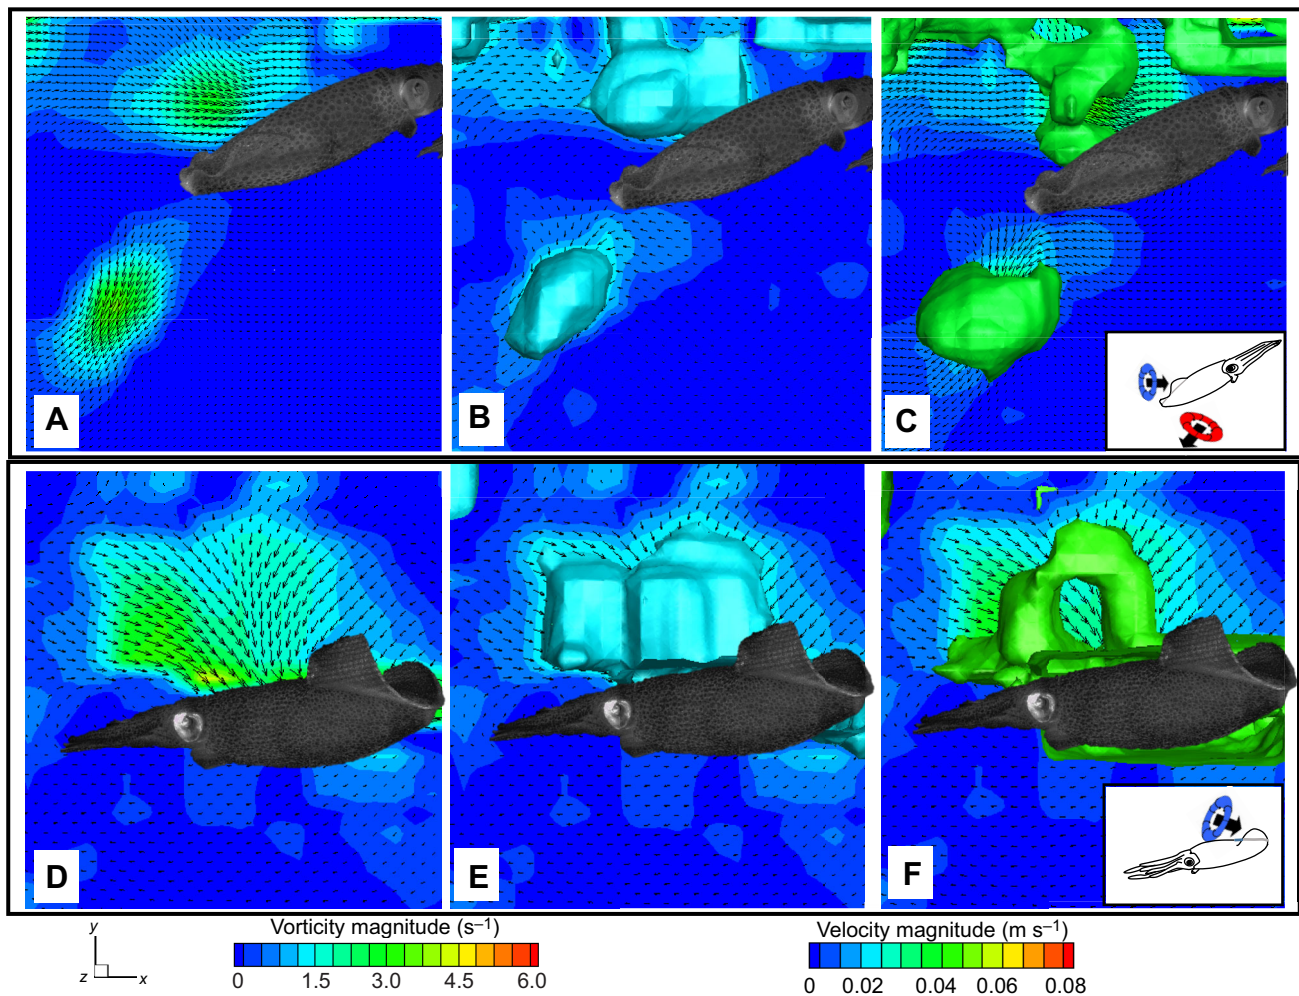 A
B
C
D
E
F
y
z
x
Vorticity magnitude (s–1)
0 1.5 3.0 4.5 6.0
Velocity magnitude (m s–1)
0 0.02 0.04 0.06 0.08